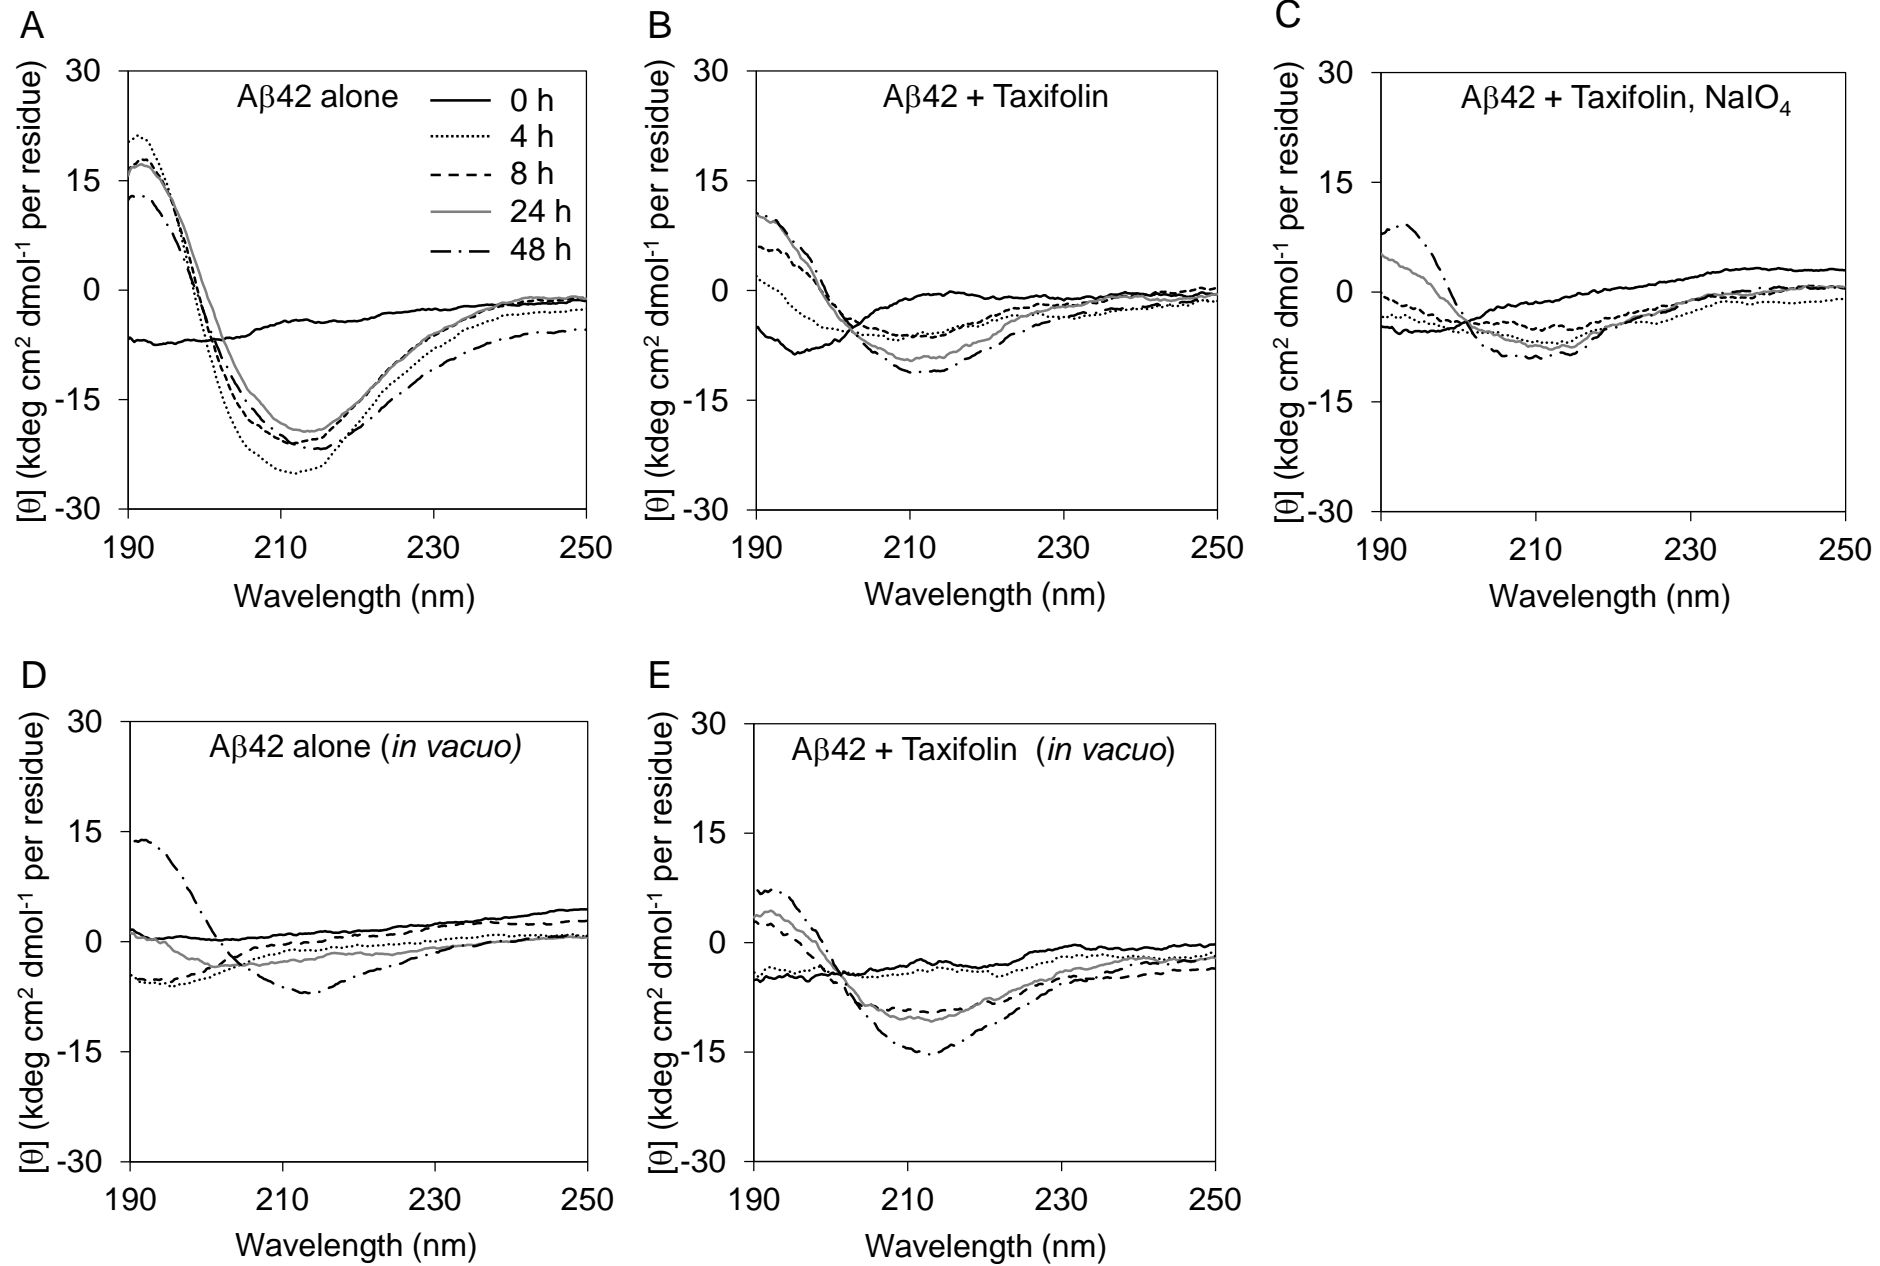 A
B
C
[θ] (kdeg cm² dmol⁻¹ per residue)
30
15
0
-15
-30
Aβ42 alone
0 h
4 h
8 h
24 h
48 h
190 210 230 250
Wavelength (nm)
[θ] (kdeg cm² dmol⁻¹ per residue)
30
15
0
-15
-30
Aβ42 + Taxifolin
190 210 230 250
Wavelength (nm)
[θ] (kdeg cm² dmol⁻¹ per residue)
30
15
0
-15
-30
Aβ42 + Taxifolin, NaIO₄
190 210 230 250
Wavelength (nm)
D
E
[θ] (kdeg cm² dmol⁻¹ per residue)
30
15
0
-15
-30
Aβ42 alone (in vacuo)
190 210 230 250
Wavelength (nm)
[θ] (kdeg cm² dmol⁻¹ per residue)
30
15
0
-15
-30
Aβ42 + Taxifolin (in vacuo)
190 210 230 250
Wavelength (nm)